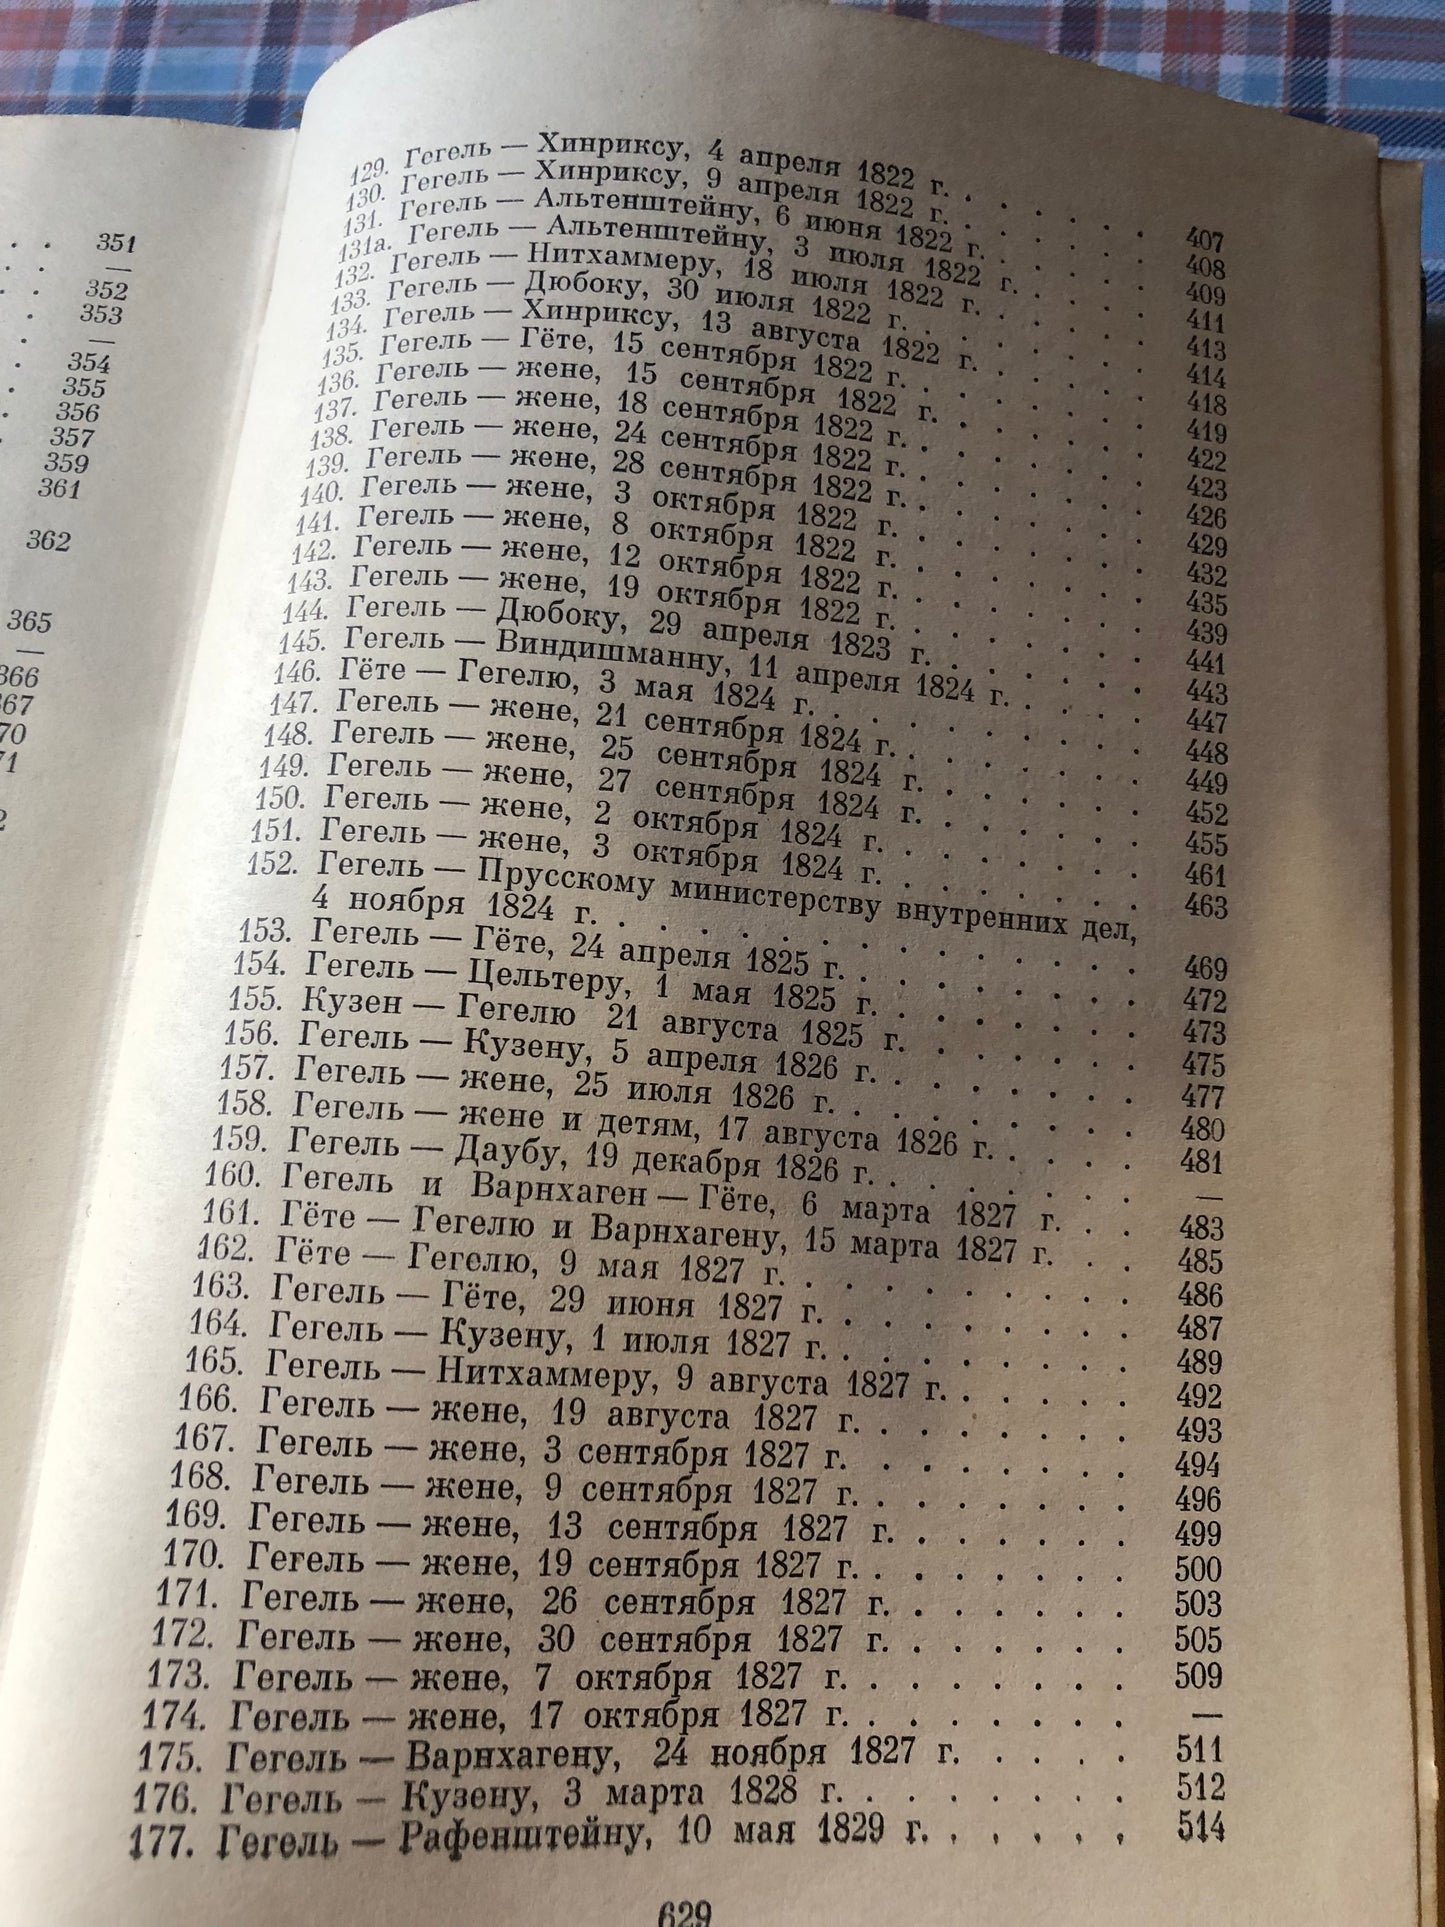 351
—
352
353
—
354
355
356
357
359
361
362
365
—
366
129. Гегель — Хинриксу, 4 апреля 1822 г. . . . . . 407
130. Гегель — Хинриксу, 9 апреля 1822 г. . . . . . 408
131. Гегель — Альтенштейну, 6 июня 1822 г. . . . . 409
131а. Гегель — Альтенштейну, 3 июля 1822 г. . . . 411
132. Гегель — Нитхаммеру, 18 июля 1822 г. . . . . 413
133. Гегель — Дюбоку, 30 июля 1822 г. . . . . . . 414
134. Гегель — Хинриксу, 13 августа 1822 г. . . . . 418
135. Гегель — Гёте, 15 сентября 1822 г. . . . . . . 419
136. Гегель — жене, 15 сентября 1822 г. . . . . . 422
137. Гегель — жене, 18 сентября 1822 г. . . . . . . 423
138. Гегель — жене, 24 сентября 1822 г. . . . . . . 426
139. Гегель — жене, 28 сентября 1822 г. . . . . . . 429
140. Гегель — жене, 3 октября 1822 г. . . . . . . 432
141. Гегель — жене, 8 октября 1822 г. . . . . . . 435
142. Гегель — жене, 12 октября 1822 г. . . . . . . 439
143. Гегель — жене, 19 октября 1822 г. . . . . . . 441
144. Гегель — Дюбоку, 29 апреля 1823 г. . . . . . 443
145. Гегель — Виндишманну, 11 апреля 1824 г. . . . 447
146. Гёте — Гегелю, 3 мая 1824 г. . . . . . . . . 448
147. Гегель — жене, 21 сентября 1824 г. . . . . . . 449
148. Гегель — жене, 25 сентября 1824 г. . . . . . 452
149. Гегель — жене, 27 сентября 1824 г. . . . . . 455
150. Гегель — жене, 2 октября 1824 г. . . . . . . 461
151. Гегель — жене, 3 октября 1824 г. . . . . . . 463
152. Гегель — Прусскому министерству внутренних дел,
4 ноября 1824 г. . . . . . . . . . . . . . 469
153. Гегель — Гёте, 24 апреля 1825 г. . . . . . . . 472
154. Гегель — Цельтеру, 1 мая 1825 г. . . . . . . 473
155. Кузен — Гегелю 21 августа 1825 г. . . . . . 475
156. Гегель — Кузену, 5 апреля 1826 г. . . . . . . 477
157. Гегель — жене, 25 июля 1826 г. . . . . . . . 480
158. Гегель — жене и детям, 17 августа 1826 г. . . . 481
159. Гегель — Даубу, 19 декабря 1826 г. . . . . . . —
160. Гегель и Варнхаген — Гёте, 6 марта 1827 г. . . 483
161. Гёте — Гегелю и Варнхагену, 15 марта 1827 г. . . 485
162. Гёте — Гегелю, 9 мая 1827 г. . . . . . . . . 486
163. Гегель — Гёте, 29 июня 1827 г. . . . . . . . 487
164. Гегель — Кузену, 1 июля 1827 г. . . . . . . . 489
165. Гегель — Нитхаммеру, 9 августа 1827 г. . . . . 492
166. Гегель — жене, 19 августа 1827 г. . . . . . . 493
167. Гегель — жене, 3 сентября 1827 г. . . . . . . 494
168. Гегель — жене, 9 сентября 1827 г. . . . . . . 496
169. Гегель — жене, 13 сентября 1827 г. . . . . . 499
170. Гегель — жене, 19 сентября 1827 г. . . . . . . 500
171. Гегель — жене, 26 сентября 1827 г. . . . . . 503
172. Гегель — жене, 30 сентября 1827 г. . . . . . 505
173. Гегель — жене, 7 октября 1827 г. . . . . . . 509
174. Гегель — жене, 17 октября 1827 г. . . . . . . —
175. Гегель — Варнхагену, 24 ноября 1827 г. . . . . 511
176. Гегель — Кузену, 3 марта 1828 г. . . . . . . 512
177. Гегель — Рафенштейну, 10 мая 1829 г. . . . . . 514
629